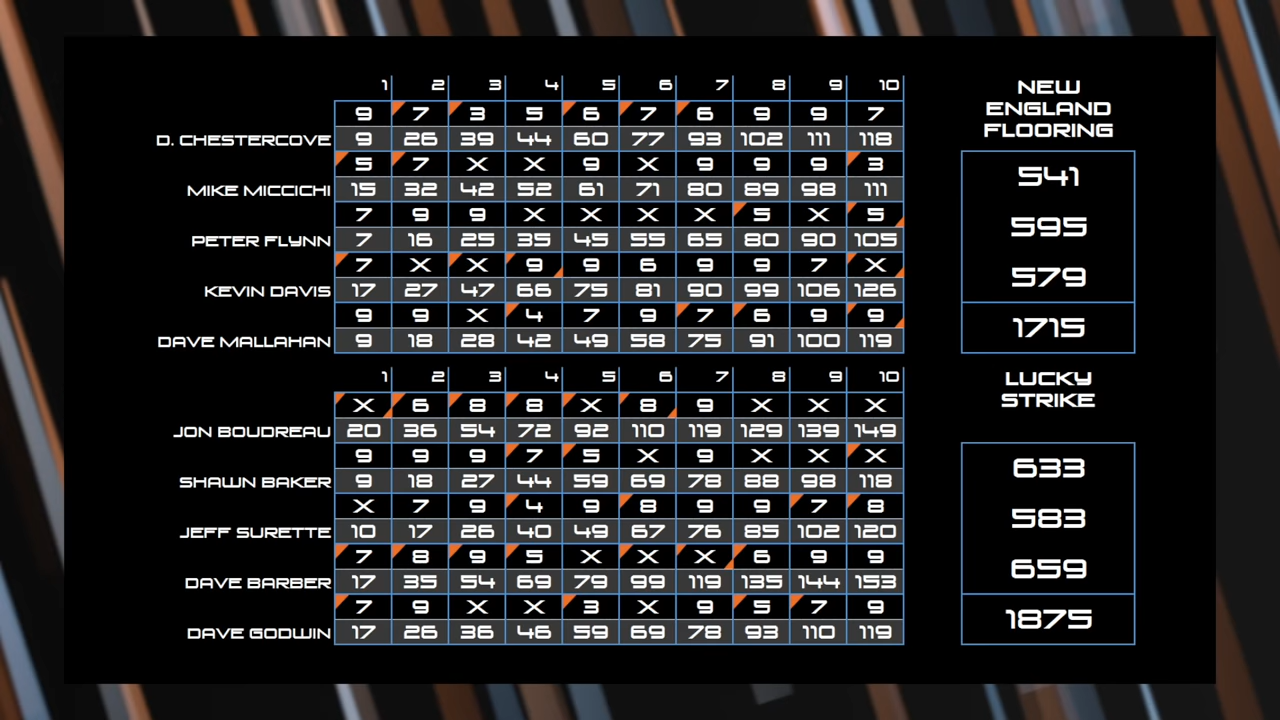 1 2 3 4 5 6 7 8 9 10
9 7 3 5 6 7 6 9 9 7
D. CHESTERCOVE 9 26 39 44 60 77 93 102 111 118
5 7 X X 9 X 9 9 9 3
MIKE MICCICHI 15 32 42 52 61 71 80 89 98 111
7 9 9 X X X X 5 X 5
PETER FLYNN 7 16 25 35 45 55 65 80 90 105
7 X X 9 9 6 9 9 7 X
KEVIN DAVIS 17 27 47 66 75 81 90 99 106 126
9 9 X 4 7 9 7 6 9 9
DAVE MALLAHAN 9 18 28 42 49 58 75 91 100 119
NEW
ENGLAND
FLOORING
541
595
579
1715
1 2 3 4 5 6 7 8 9 10
X 6 8 8 X 8 9 X X X
JON BOUDREAU 20 36 54 72 92 110 119 129 139 149
9 9 9 7 5 X 9 X X X
SHAWN BAKER 9 18 27 44 59 69 78 88 98 118
X 7 9 4 9 8 9 9 7 8
JEFF SURETTE 10 17 26 40 49 67 76 85 102 120
7 8 9 5 X X X 6 9 9
DAVE BARBER 17 35 54 69 79 99 119 135 144 153
7 9 X X 3 X 9 5 7 9
DAVE GODWIN 17 26 36 46 59 69 78 93 110 119
LUCKY
STRIKE
633
583
659
1875